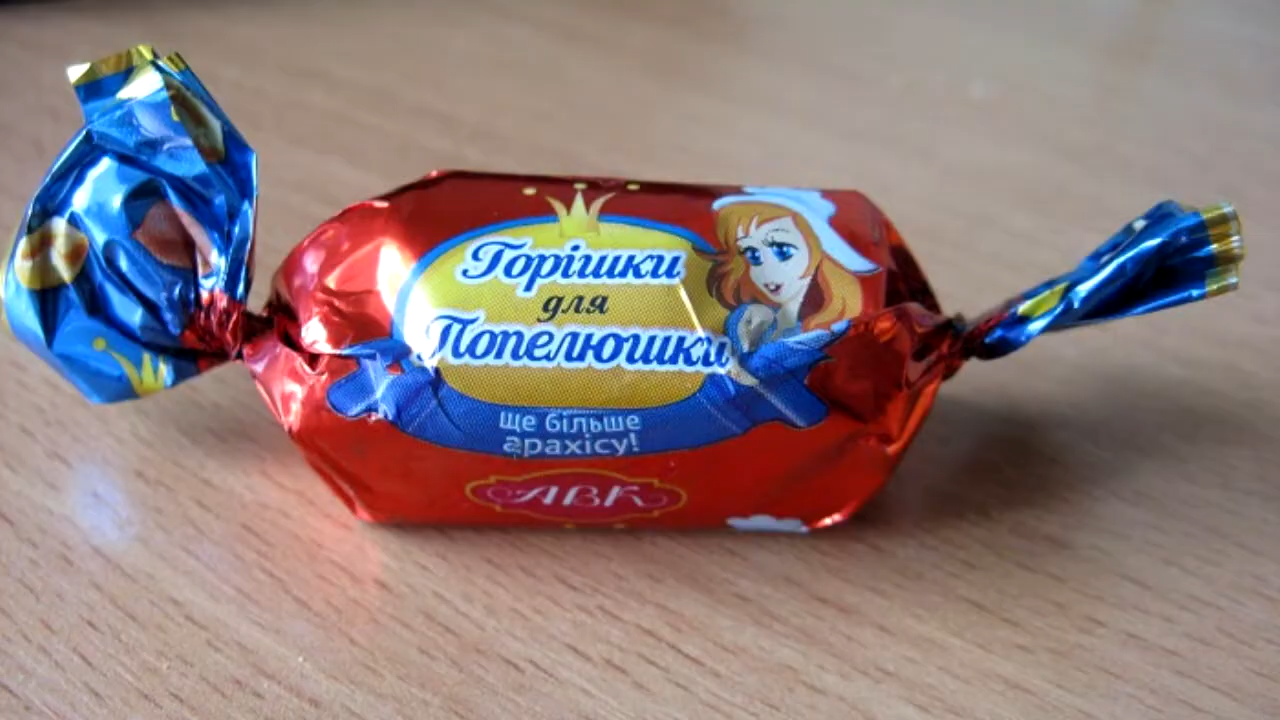 Горішки
для
Попелюшки
ще більше
арахісу!
АВК